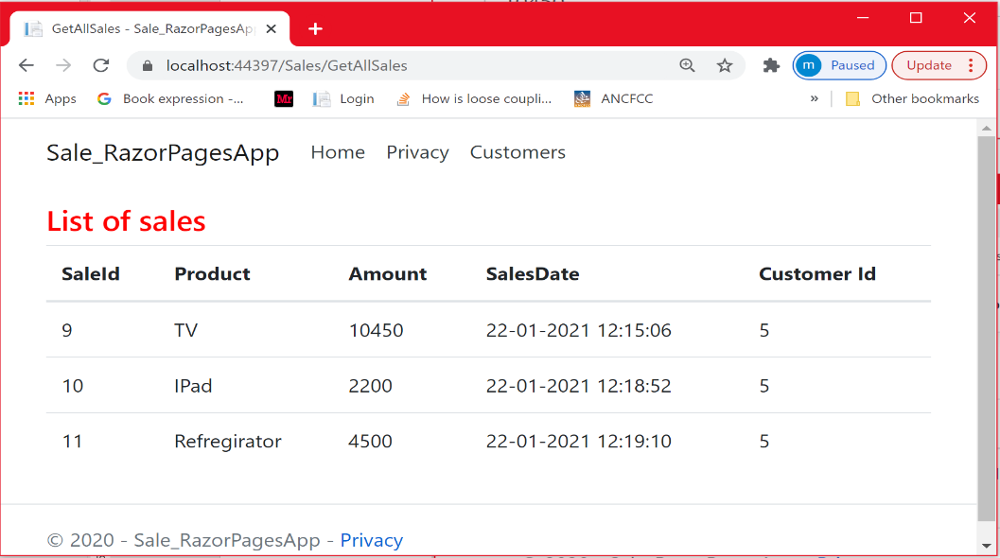 GetAllSales - Sale_RazorPagesApp
localhost:44397/Sales/GetAllSales
m Paused
Update
Apps
Book expression -...
Mr
Login
How is loose coupli...
ANCFCC
»
Other bookmarks
Sale_RazorPagesApp Home Privacy Customers
List of sales
SaleId Product Amount SalesDate Customer Id
9 TV 10450 22-01-2021 12:15:06 5
10 IPad 2200 22-01-2021 12:18:52 5
11 Refregirator 4500 22-01-2021 12:19:10 5
© 2020 - Sale_RazorPagesApp - Privacy